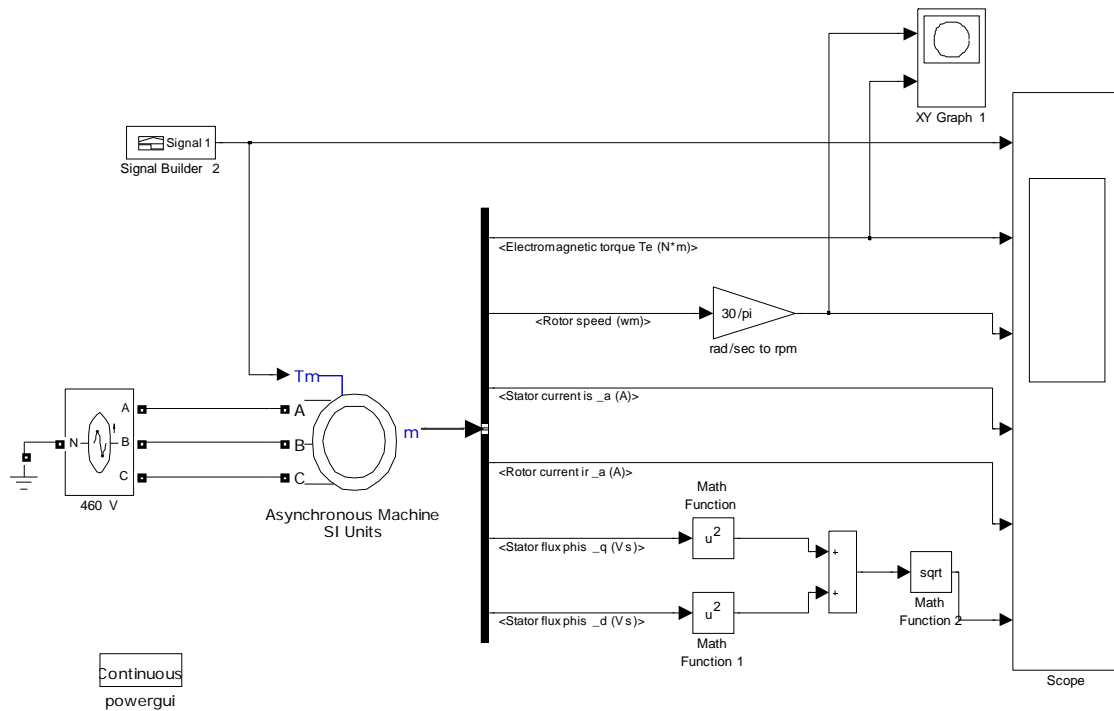 XY Graph 1
Signal 1
Signal Builder 2
<Electromagnetic torque Te (N*m)>
<Rotor speed (wm)>
30/pi
rad/sec to rpm
Tm
<Stator current is _a (A)>
A
A
m
N
B
B
<Rotor current ir _a (A)>
C
C
460 V
Asynchronous Machine
SI Units
Math
Function
<Stator flux phis _q (V s)>
u2
+
sqrt
+
Math
Function 2
<Stator flux phis _d (V s)>
u2
Math
Function 1
Continuous
powergui
Scope